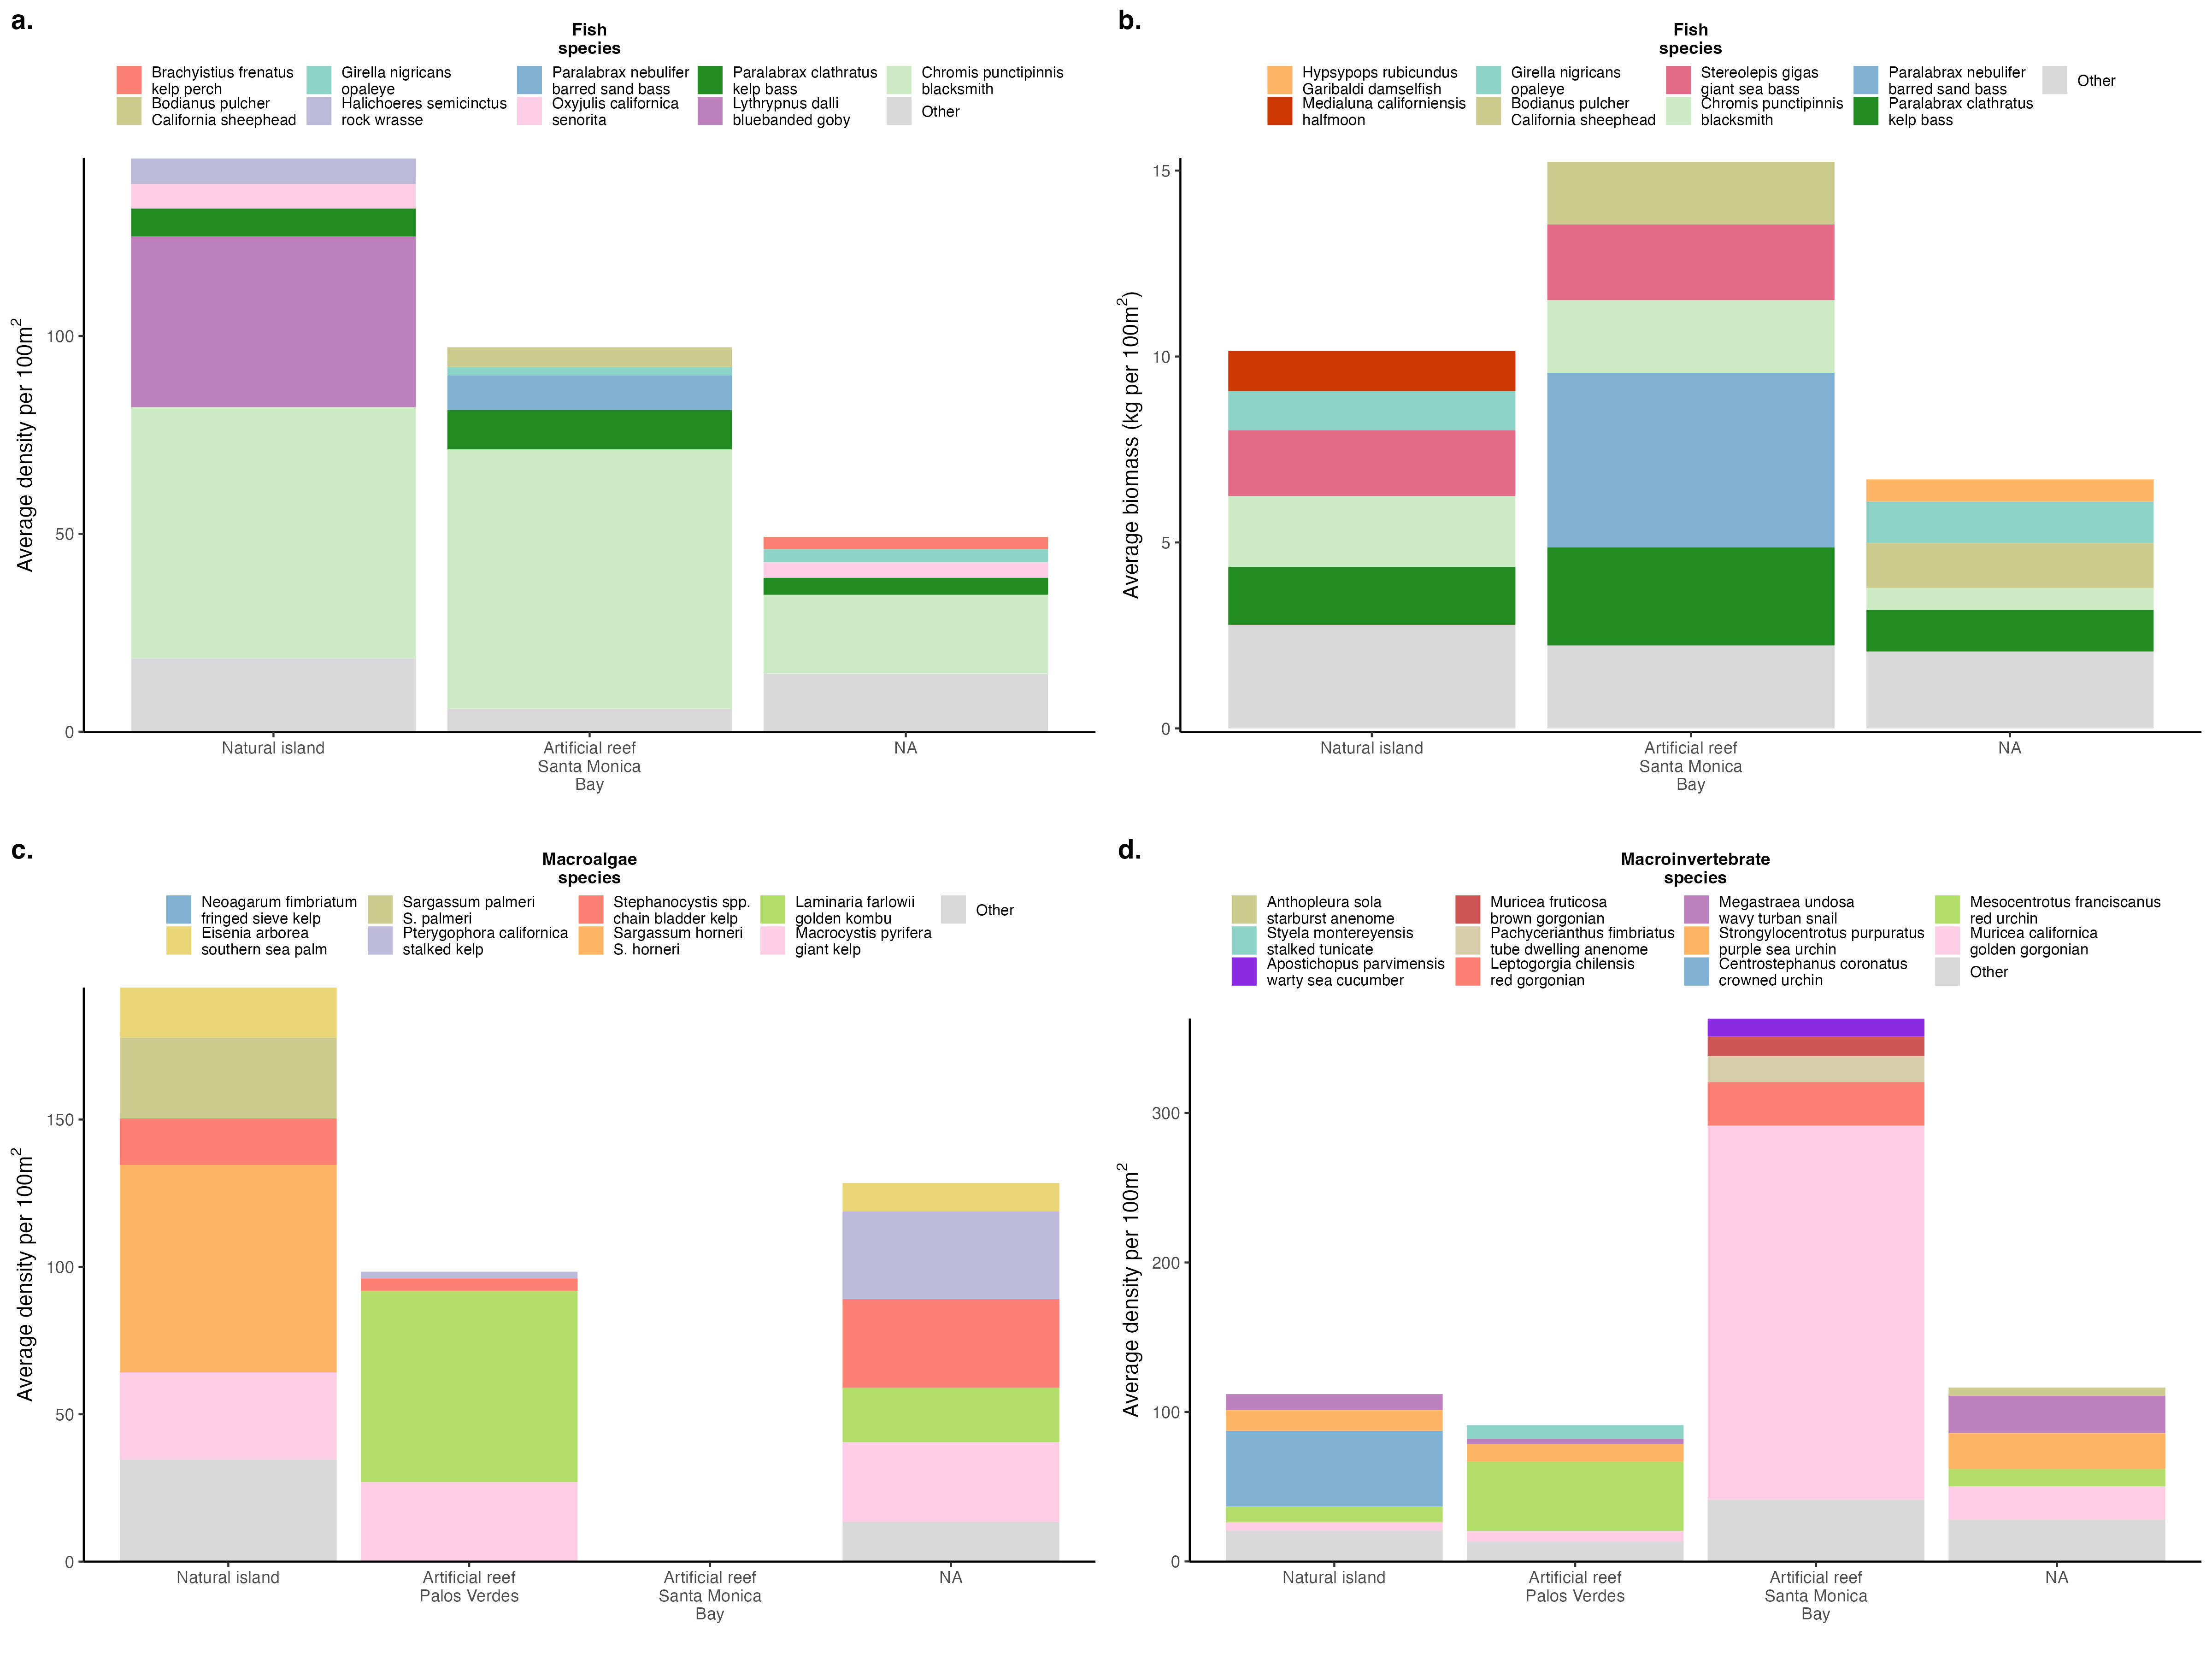 a.
Fish
species
Brachyistius frenatus
kelp perch
Bodianus pulcher
California sheephead
Girella nigricans
opaleye
Halichoeres semicinctus
rock wrasse
Paralabrax nebulifer
barred sand bass
Oxyjulis californica
senorita
Paralabrax clathratus
kelp bass
Lythrypnus dalli
bluebanded goby
Chromis punctipinnis
blacksmith
Other
Average density per 100m²
100
50
0
Natural island
Artificial reef
Santa Monica
Bay
NA
b.
Fish
species
Hypsypops rubicundus
Garibaldi damselfish
Medialuna californiensis
halfmoon
Girella nigricans
opaleye
Bodianus pulcher
California sheephead
Stereolepis gigas
giant sea bass
Chromis punctipinnis
blacksmith
Paralabrax nebulifer
barred sand bass
Paralabrax clathratus
kelp bass
Other
Average biomass (kg per 100m²)
15
10
5
0
Natural island
Artificial reef
Santa Monica
Bay
NA
c.
Macroalgae
species
Neoagarum fimbriatum
fringed sieve kelp
Eisenia arborea
southern sea palm
Sargassum palmeri
S. palmeri
Pterygophora californica
stalked kelp
Stephanocystis spp.
chain bladder kelp
Sargassum horneri
S. horneri
Laminaria farlowii
golden kombu
Macrocystis pyrifera
giant kelp
Other
Average density per 100m²
150
100
50
0
Natural island
Artificial reef
Palos Verdes
Artificial reef
Santa Monica
Bay
NA
d.
Macroinvertebrate
species
Anthopleura sola
starburst anenome
Styela montereyensis
stalked tunicate
Apostichopus parvimensis
warty sea cucumber
Muricea fruticosa
brown gorgonian
Pachycerianthus fimbriatus
tube dwelling anenome
Leptogorgia chilensis
red gorgonian
Megastraea undosa
wavy turban snail
Strongylocentrotus purpuratus
purple sea urchin
Centrostephanus coronatus
crowned urchin
Mesocentrotus franciscanus
red urchin
Muricea californica
golden gorgonian
Other
Average density per 100m²
300
200
100
0
Natural island
Artificial reef
Palos Verdes
Artificial reef
Santa Monica
Bay
NA